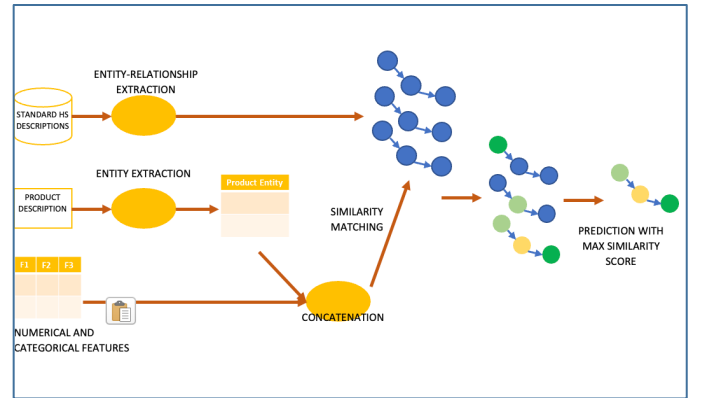 ENTITY-RELATIONSHIP
EXTRACTION
STANDARD HS
DESCRIPTIONS
ENTITY EXTRACTION
PRODUCT
DESCRIPTION
Product Entity
SIMILARITY
MATCHING
PREDICTION WITH
MAX SIMILARITY
SCORE
F1 F2 F3
CONCATENATION
NUMERICAL AND
CATEGORICAL FEATURES